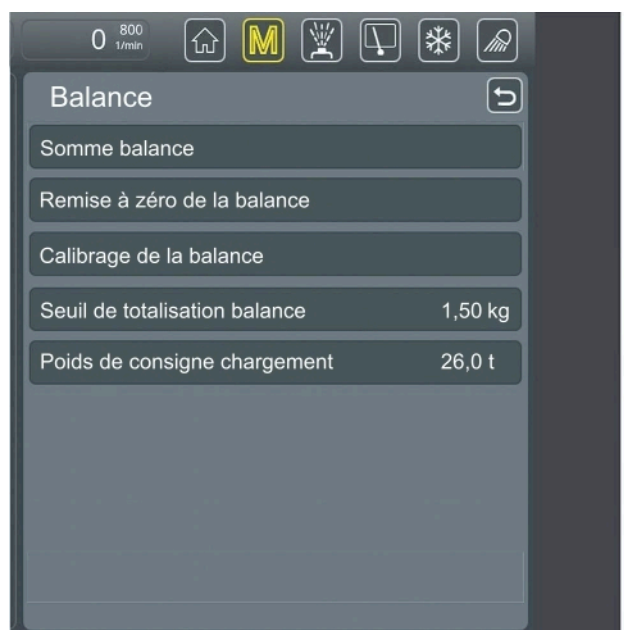 0 800 1/min M
Balance
Somme balance
Remise à zéro de la balance
Calibrage de la balance
Seuil de totalisation balance 1,50 kg
Poids de consigne chargement 26,0 t